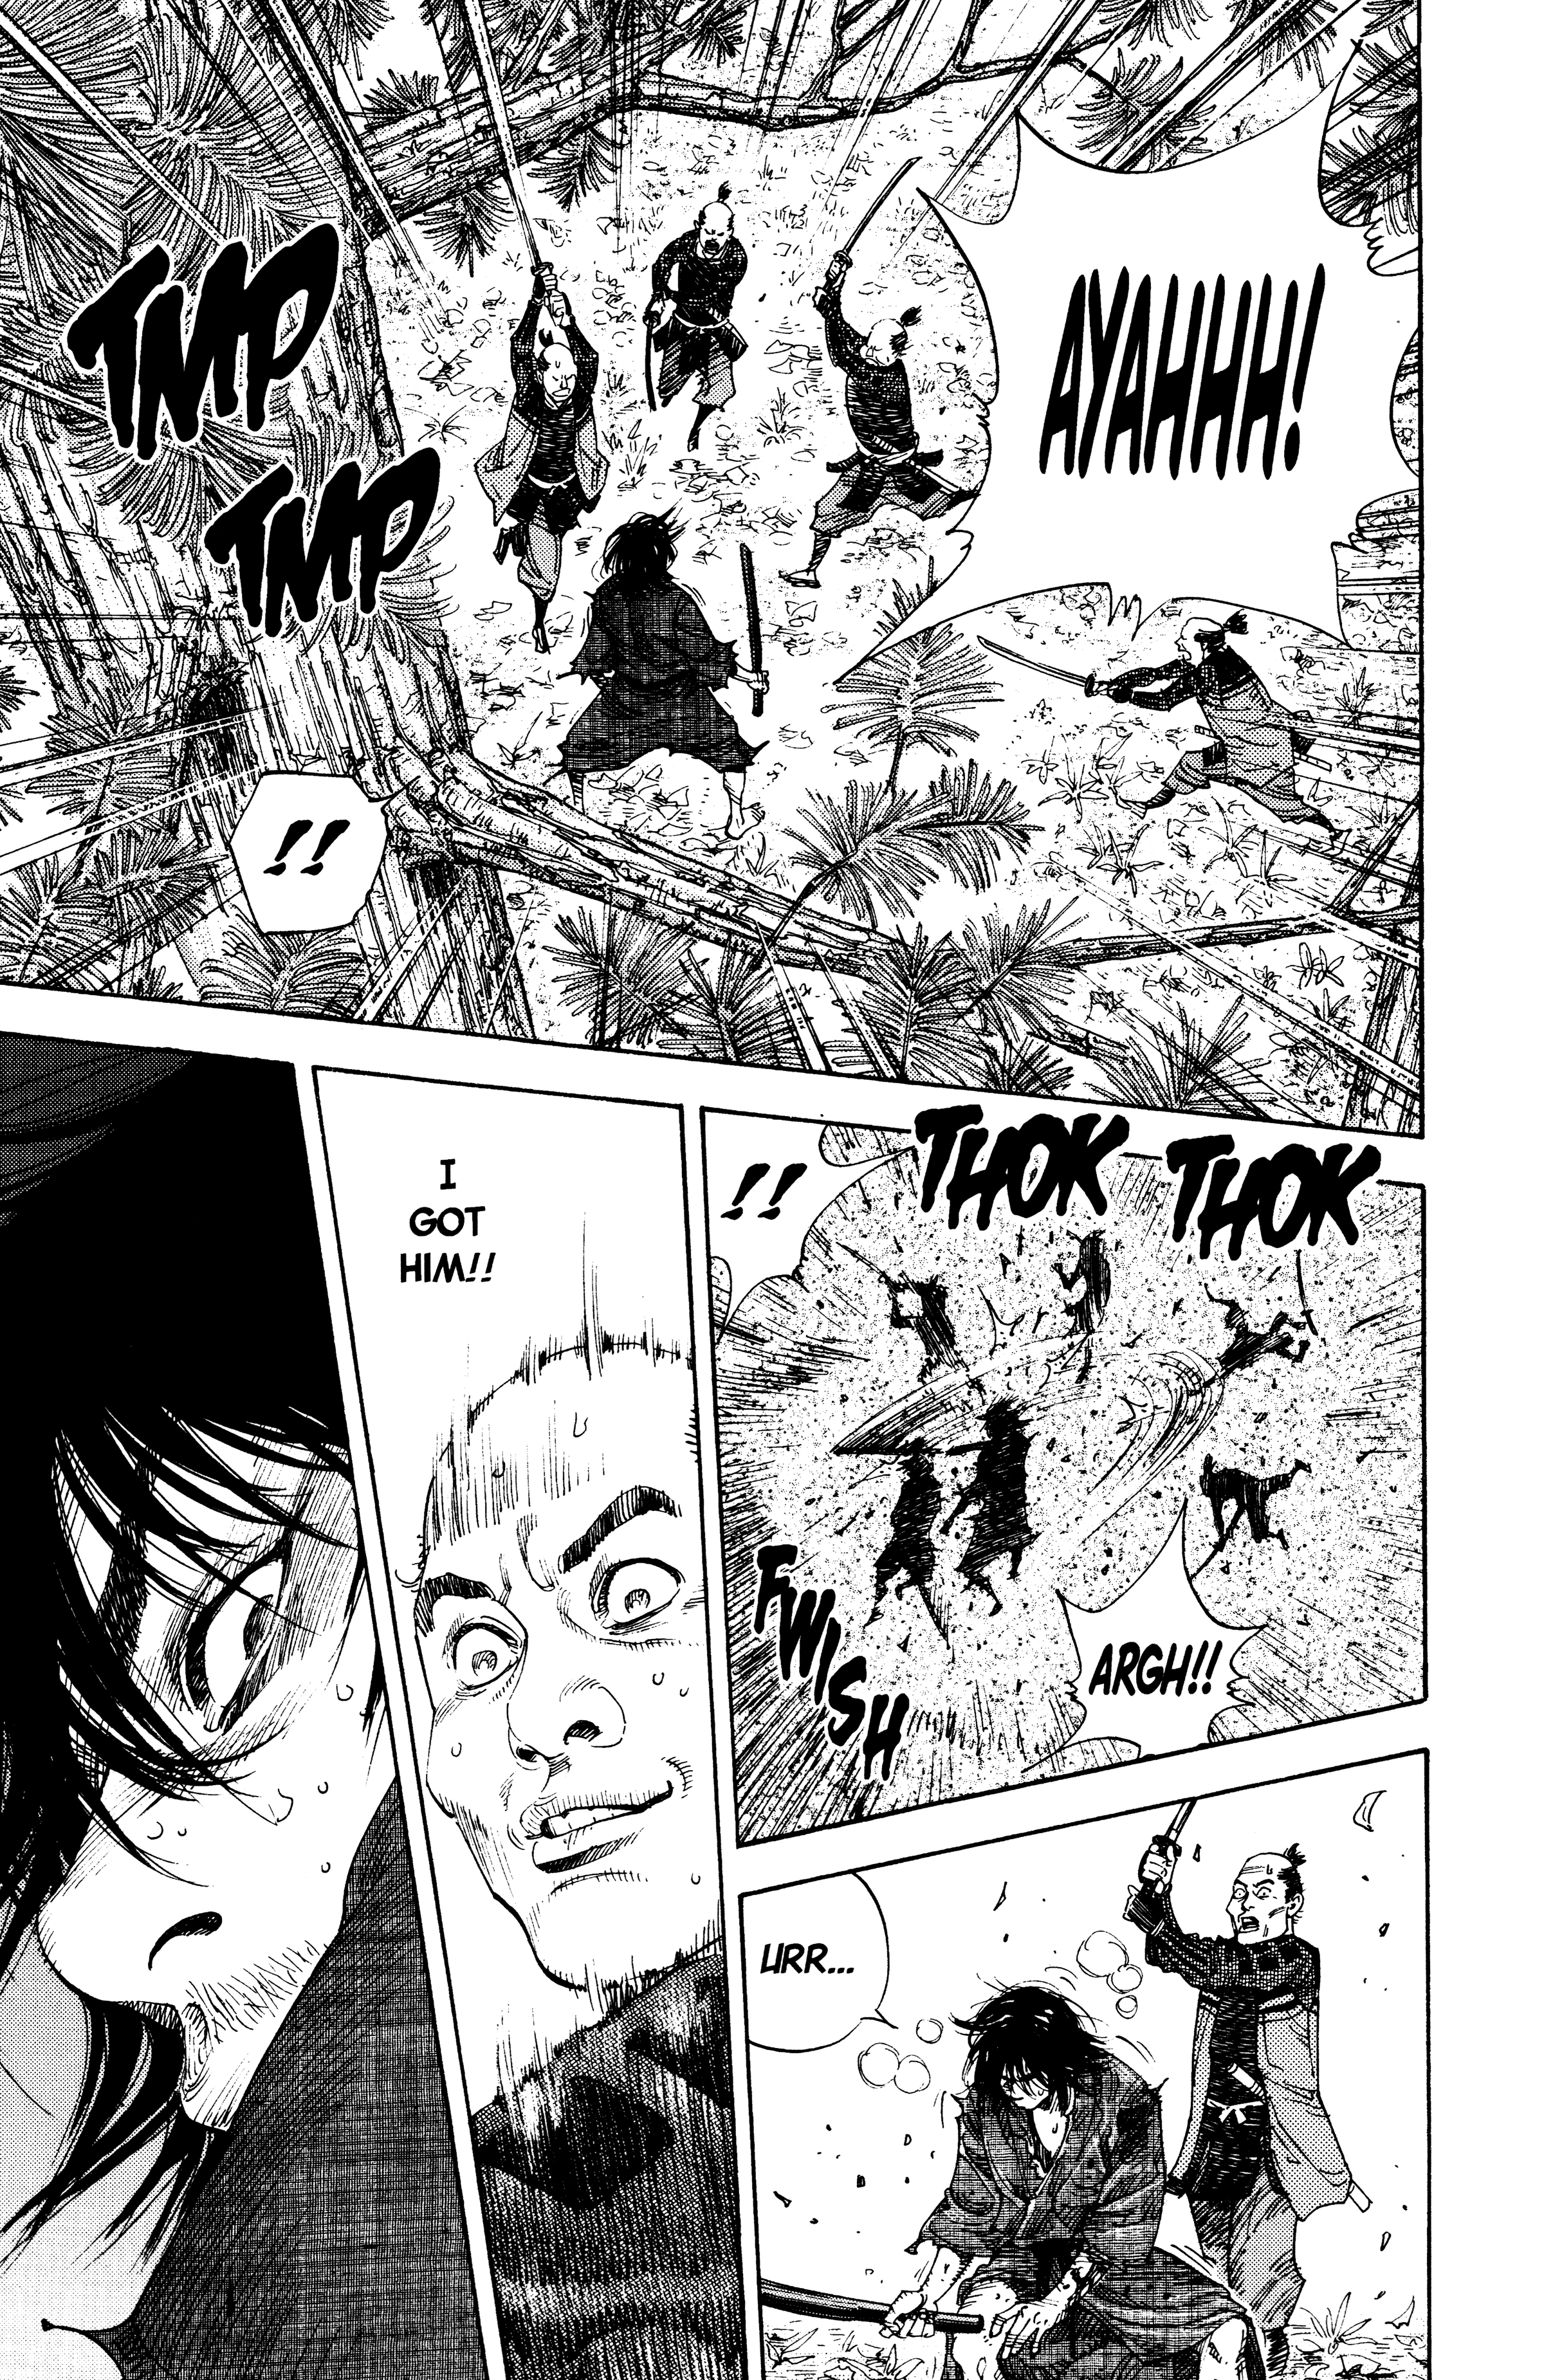 AYAHHH!
TMP
TMP
!!
THOK
THOK
!!
FWISH
ARGH!!
URR...
I
GOT
HIM!!